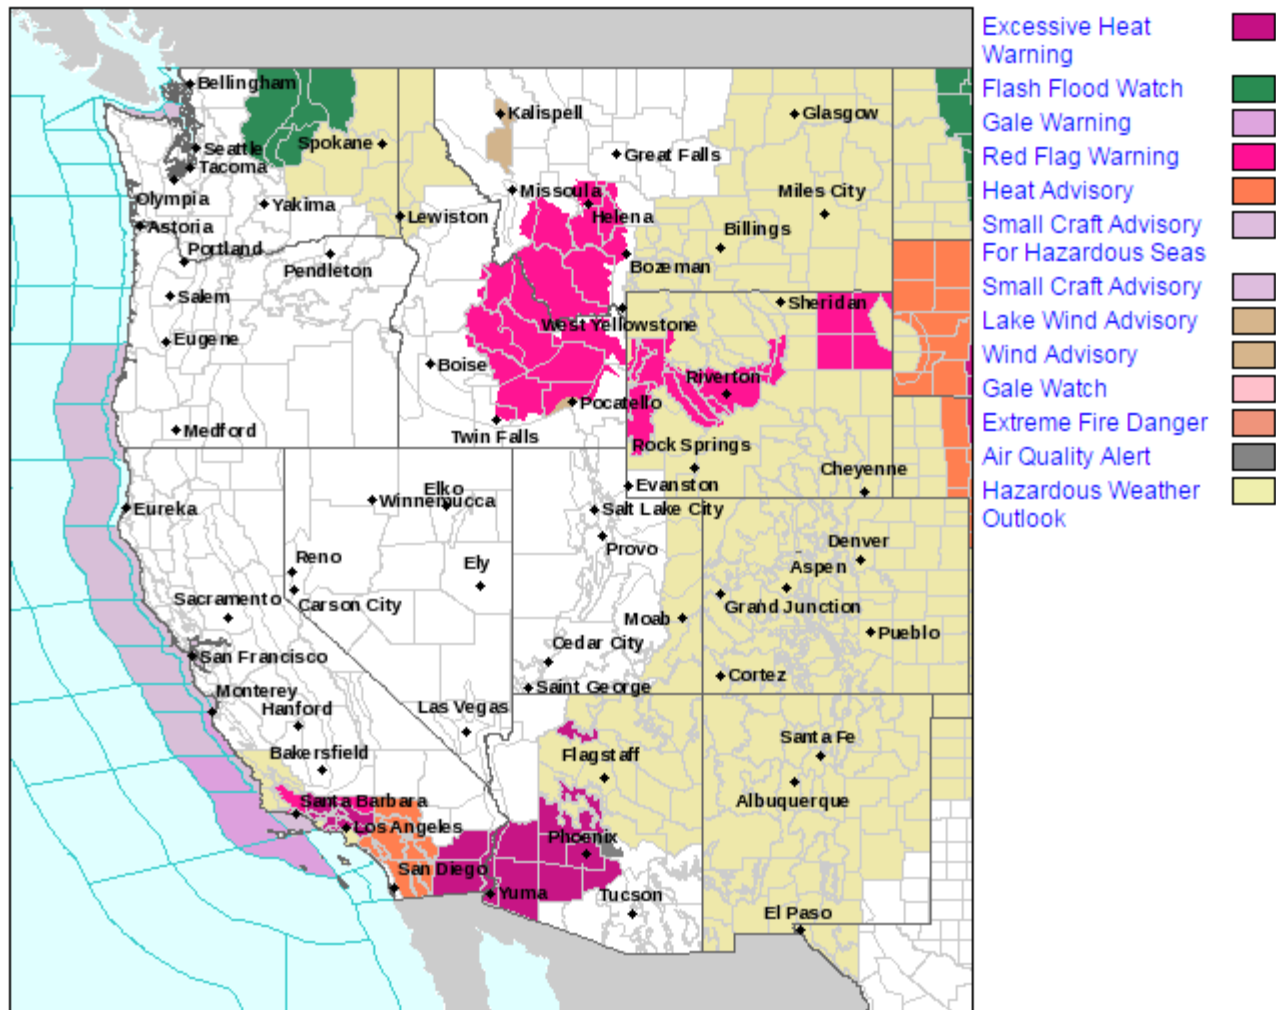 Bellingham
Kalispell
Glasgow
Seattle
Spokane
Great Falls
Tacoma
Missoula
Miles City
Olympia
Yakima
Lewiston
Helena
Astoria
Billings
Portland
Pendleton
Bozeman
Salem
Sheridan
West Yellowstone
Eugene
Boise
Riverton
Pocatello
Medford
Twin Falls
Rock Springs
Cheyenne
Elko
Evanston
Winnemucca
Eureka
Salt Lake City
Denver
Provo
Reno
Ely
Aspen
Sacramento
Carson City
Grand Junction
Moab
Pueblo
Cedar City
San Francisco
Cortez
Saint George
Monterey
Hanford
Las Vegas
Santa Fe
Bakersfield
Flagstaff
Albuquerque
Santa Barbara
Los Angeles
Phoenix
San Diego
Yuma
Tucson
El Paso
Excessive Heat
Warning
Flash Flood Watch
Gale Warning
Red Flag Warning
Heat Advisory
Small Craft Advisory
For Hazardous Seas
Small Craft Advisory
Lake Wind Advisory
Wind Advisory
Gale Watch
Extreme Fire Danger
Air Quality Alert
Hazardous Weather
Outlook